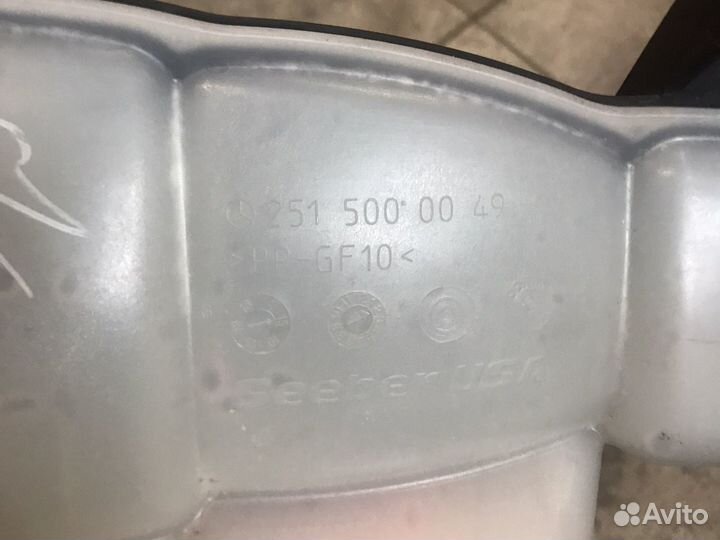 251 500 00 49
>PP-GF10<
Seeber USA
Avito